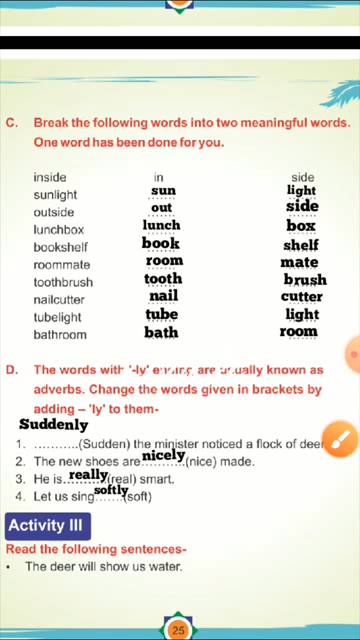 C. Break the following words into two meaningful words.
One word has been done for you.
inside in side
sunlight sun light
outside out side
lunchbox lunch box
bookshelf book shelf
roommate room mate
toothbrush tooth brush
nailcutter nail cutter
tubelight tube light
bathroom bath room
D. The words with '-ly' ending are usually known as
adverbs. Change the words given in brackets by
adding – 'ly' to them-
Suddenly
1. ..........(Sudden) the minister noticed a flock of deer
2. The new shoes are nicely (nice) made.
3. He is really (real) smart.
4. Let us sing softly (soft)
Activity III
Read the following sentences-
• The deer will show us water.
25